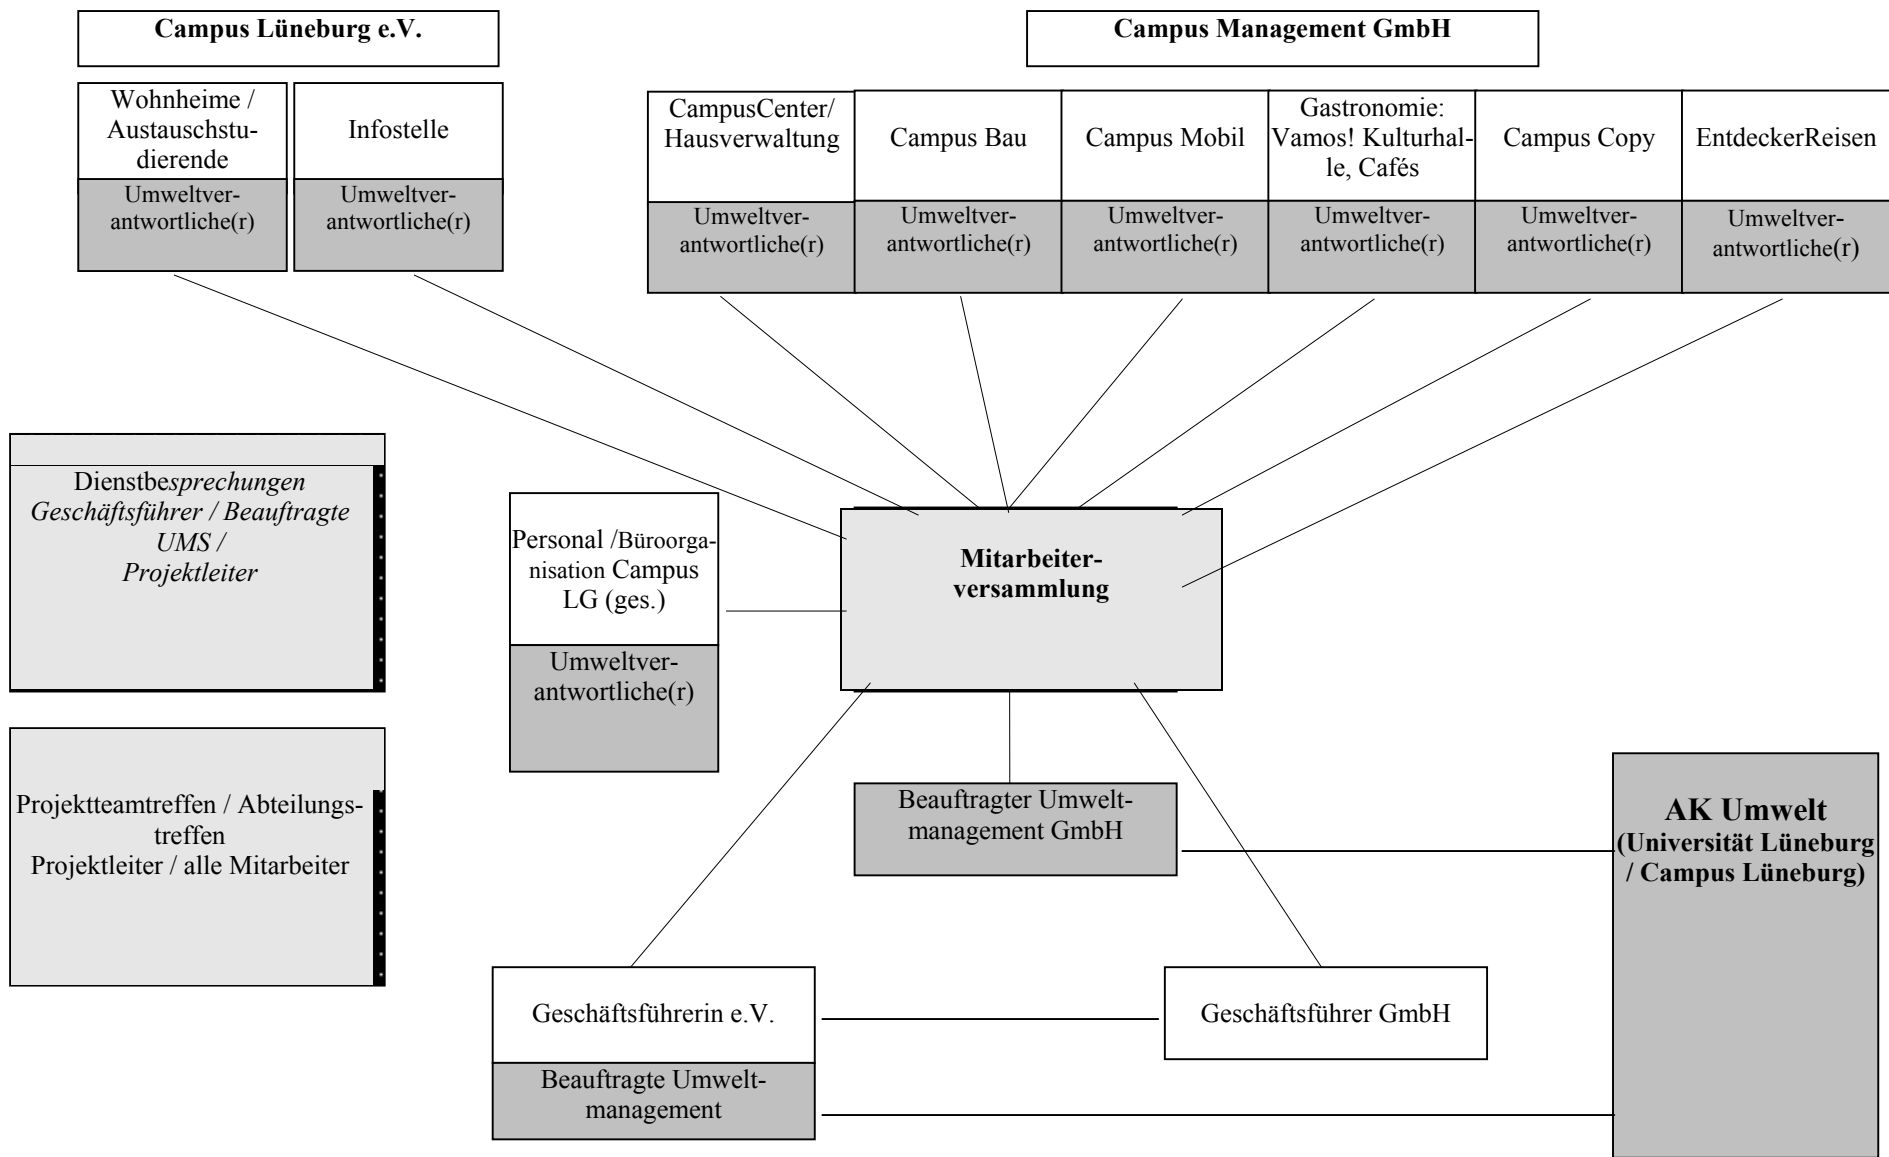 Campus Lüneburg e.V.
Campus Management GmbH
Wohnheime /
Austauschstu-
dierende
Umweltver-
antwortliche(r)
Infostelle
Umweltver-
antwortliche(r)
CampusCenter/
Hausverwaltung
Umweltver-
antwortliche(r)
Campus Bau
Umweltver-
antwortliche(r)
Campus Mobil
Umweltver-
antwortliche(r)
Gastronomie:
Vamos! Kulturhal-
le, Cafés
Umweltver-
antwortliche(r)
Campus Copy
Umweltver-
antwortliche(r)
EntdeckerReisen
Umweltver-
antwortliche(r)
Dienstbesprechungen
Geschäftsführer / Beauftragte
UMS /
Projektleiter
Personal /Büroorga-
nisation Campus
LG (ges.)
Umweltver-
antwortliche(r)
Mitarbeiter-
versammlung
Projektteamtreffen / Abteilungs-
treffen
Projektleiter / alle Mitarbeiter
Beauftragter Umwelt-
management GmbH
AK Umwelt
(Universität Lüneburg
/ Campus Lüneburg)
Geschäftsführerin e.V.
Beauftragte Umwelt-
management
Geschäftsführer GmbH